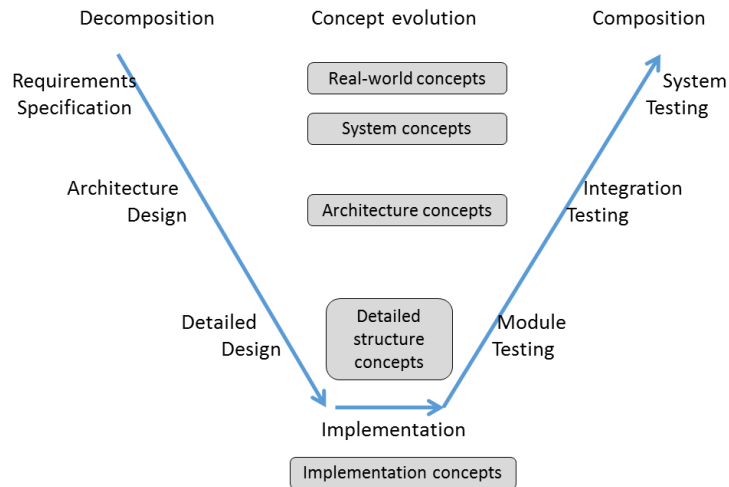 Decomposition
Concept evolution
Composition
Real-world concepts
Requirements
Specification
System
Testing
System concepts
Architecture
Design
Architecture concepts
Integration
Testing
Detailed
Design
Detailed
structure
concepts
Module
Testing
Implementation
Implementation concepts